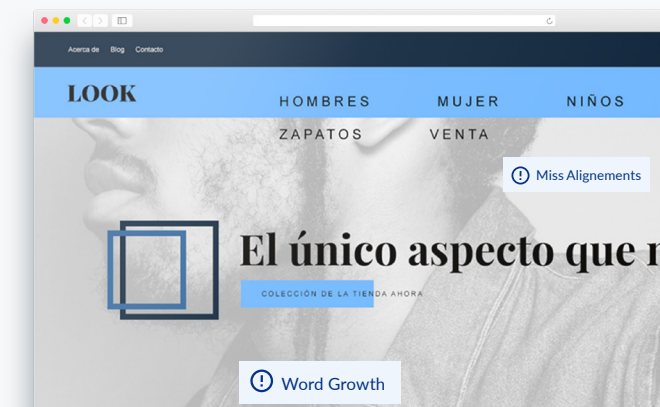 Acerca de Blog Contacto
LOOK
HOMBRES MUJER NIÑOS
ZAPATOS VENTA
Miss Alignements
El único aspecto que
COLECCIÓN DE LA TIENDA AHORA
Word Growth